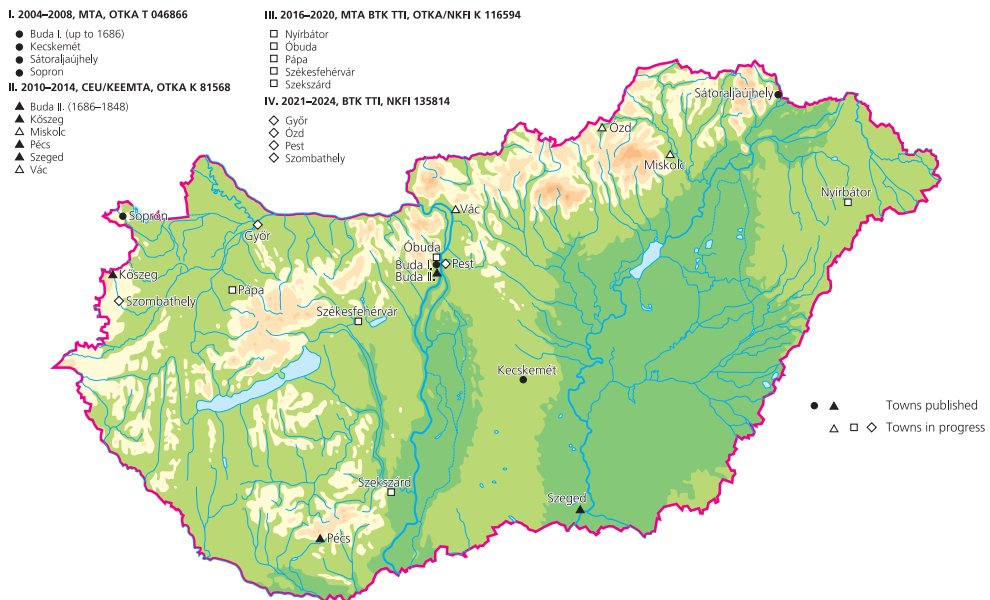 I. 2004–2008, MTA, OTKA T 046866
Buda I. (up to 1686)
Kecskemét
Sátoraljaújhely
Sopron
II. 2010–2014, CEU/KEEMTA, OTKA K 81568
Buda II. (1686–1848)
Kőszeg
Miskolc
Pécs
Szeged
Vác
III. 2016–2020, MTA BTK TTI, OTKA/NKFI K 116594
Nyírbátor
Óbuda
Pápa
Székesfehérvár
Szekszárd
IV. 2021–2024, BTK TTI, NKFI 135814
Győr
Ózd
Pest
Szombathely
Sátoraljaújhely
Ózd
Miskolc
Nyírbátor
Sopron
Vác
Győr
Óbuda
Buda I.
Pest
Buda II.
Kőszeg
Pápa
Szombathely
Székesfehérvár
Kecskemét
Towns published
Towns in progress
Szekszárd
Szeged
Pécs